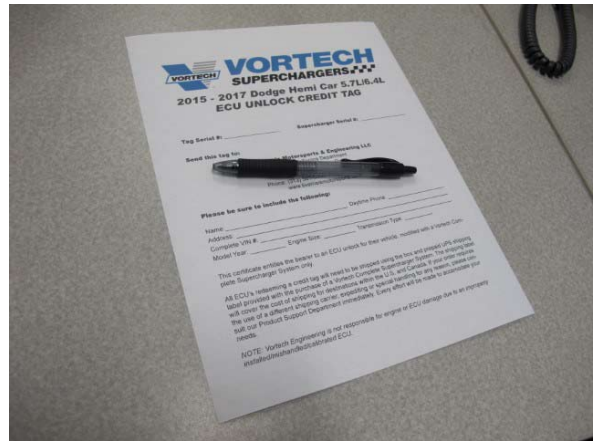 VORTECH
VORTECH
SUPERCHARGERS
2015 - 2017 Dodge Hemi Car 5.7L/6.4L
ECU UNLOCK CREDIT TAG
Tag Serial #:
Supercharger Serial #:
Send this tag to:
Motorsports & Engineering LLC
Department
Phone:
Please be sure to include the following:
Name
Daytime Phone
Address:
Complete VIN #:
Transmission Type
Model Year:
Engine Size:
This certificate entitles the bearer to an ECU unlock for their vehicle, modified with a Vortech Com-
plete Supercharger System only.
All ECU's redeeming a credit tag will need to be shipped using the box and prepaid UPS shipping
label provided with the purchase of a Vortech Complete Supercharger System. The shipping label
will cover the cost of shipping for destinations within the U.S. and Canada. If your order requires
the use of a different shipping carrier, expediting or special handling for any reason, please con-
sult our Product Support Department immediately. Every effort will be made to accomodate your
needs.
NOTE: Vortech Engineering is not responsible for engine or ECU damage due to an improperly
installed/mishandled/calibrated ECU.